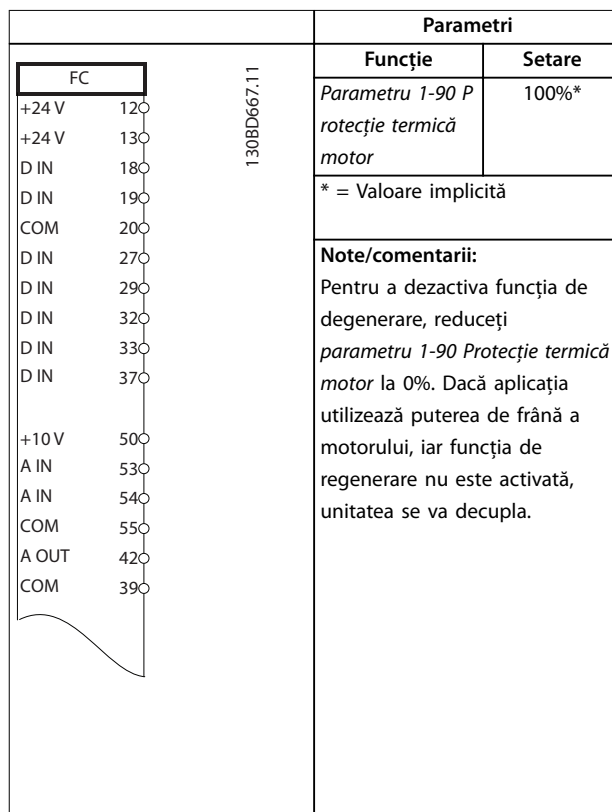 FC
130BD667.11
+24 V 12
+24 V 13
D IN 18
D IN 19
COM 20
D IN 27
D IN 29
D IN 32
D IN 33
D IN 37
+10 V 50
A IN 53
A IN 54
COM 55
A OUT 42
COM 39
Parametri
Funcție Setare
Parametru 1-90 P 100%*
rotecție termică
motor
* = Valoare implicită
Note/comentarii:
Pentru a dezactiva funcția de
degenerare, reduceți
parametru 1-90 Protecție termică
motor la 0%. Dacă aplicația
utilizează puterea de frână a
motorului, iar funcția de
regenerare nu este activată,
unitatea se va decupla.